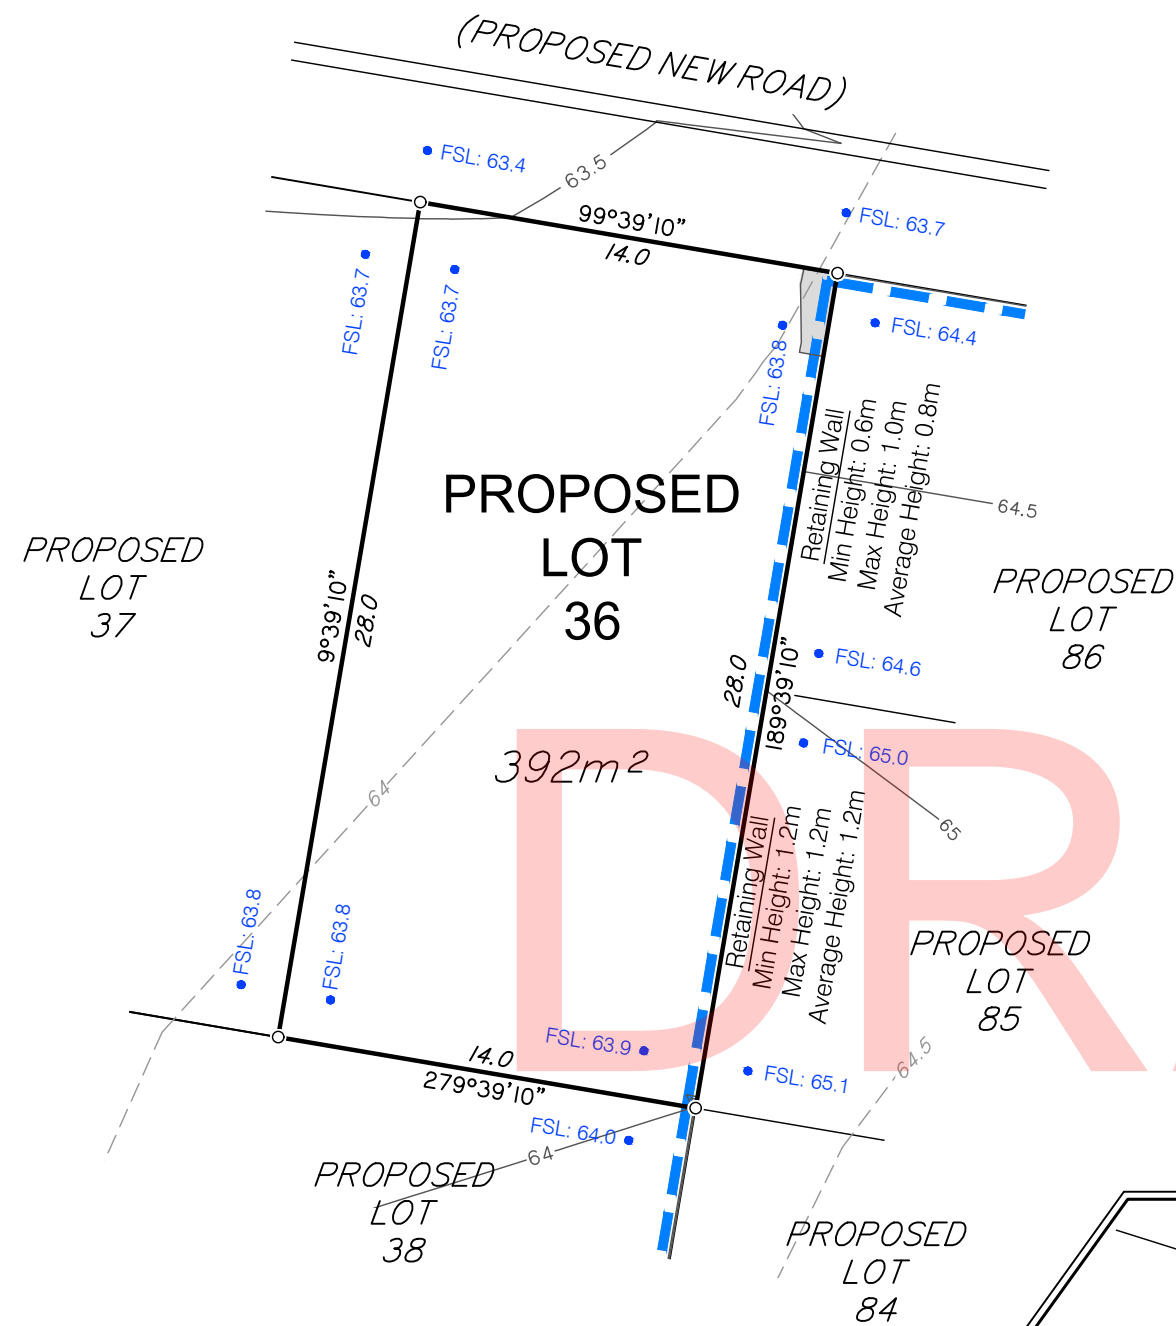 (PROPOSED NEW ROAD)
FSL: 63.4
63.5
99°39'10"
14.0
FSL: 63.7
FSL: 63.7
FSL: 63.7
FSL: 63.8
FSL: 64.4
Retaining Wall
Min Height: 0.6m
Max Height: 1.0m
Average Height: 0.8m
64.5
PROPOSED
LOT
36
PROPOSED
LOT
37
9°39'10"
28.0
PROPOSED
LOT
86
FSL: 64.6
28.0
189°39'10"
FSL: 65.0
392m²
64
65
Retaining Wall
Min Height: 1.2m
Max Height: 1.2m
Average Height: 1.2m
DR
FSL: 63.8
FSL: 63.8
PROPOSED
LOT
85
FSL: 63.9
14.0
279°39'10"
64.5
FSL: 65.1
FSL: 64.0
64
PROPOSED
LOT
38
PROPOSED
LOT
84